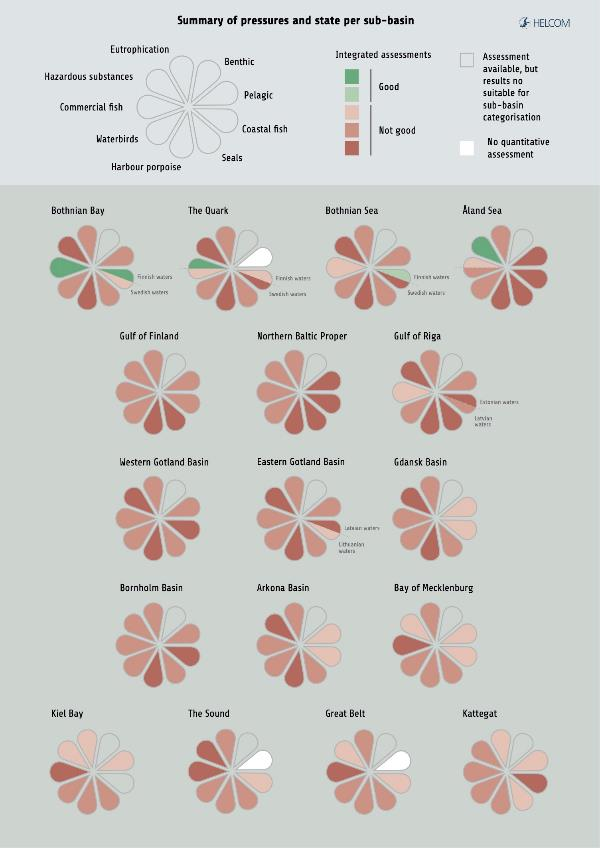 Summary of pressures and state per sub-basin
HELCOM
Eutrophication
Benthic
Hazardous substances
Pelagic
Commercial fish
Coastal fish
Waterbirds
Seals
Harbour porpoise
Integrated assessments
Good
Not good
Assessment
available, but
results no
suitable for
sub-basin
categorisation
No quantitative
assessment
Bothnian Bay
The Quark
Bothnian Sea
Åland Sea
Finnish waters
Swedish waters
Finnish waters
Swedish waters
Finnish waters
Swedish waters
Gulf of Finland
Northern Baltic Proper
Gulf of Riga
Estonian waters
Latvian
waters
Western Gotland Basin
Eastern Gotland Basin
Gdansk Basin
Latvian waters
Lithuanian
waters
Bornholm Basin
Arkona Basin
Bay of Mecklenburg
Kiel Bay
The Sound
Great Belt
Kattegat